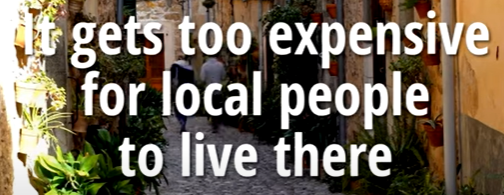 It gets too expensive
for local people
to live there